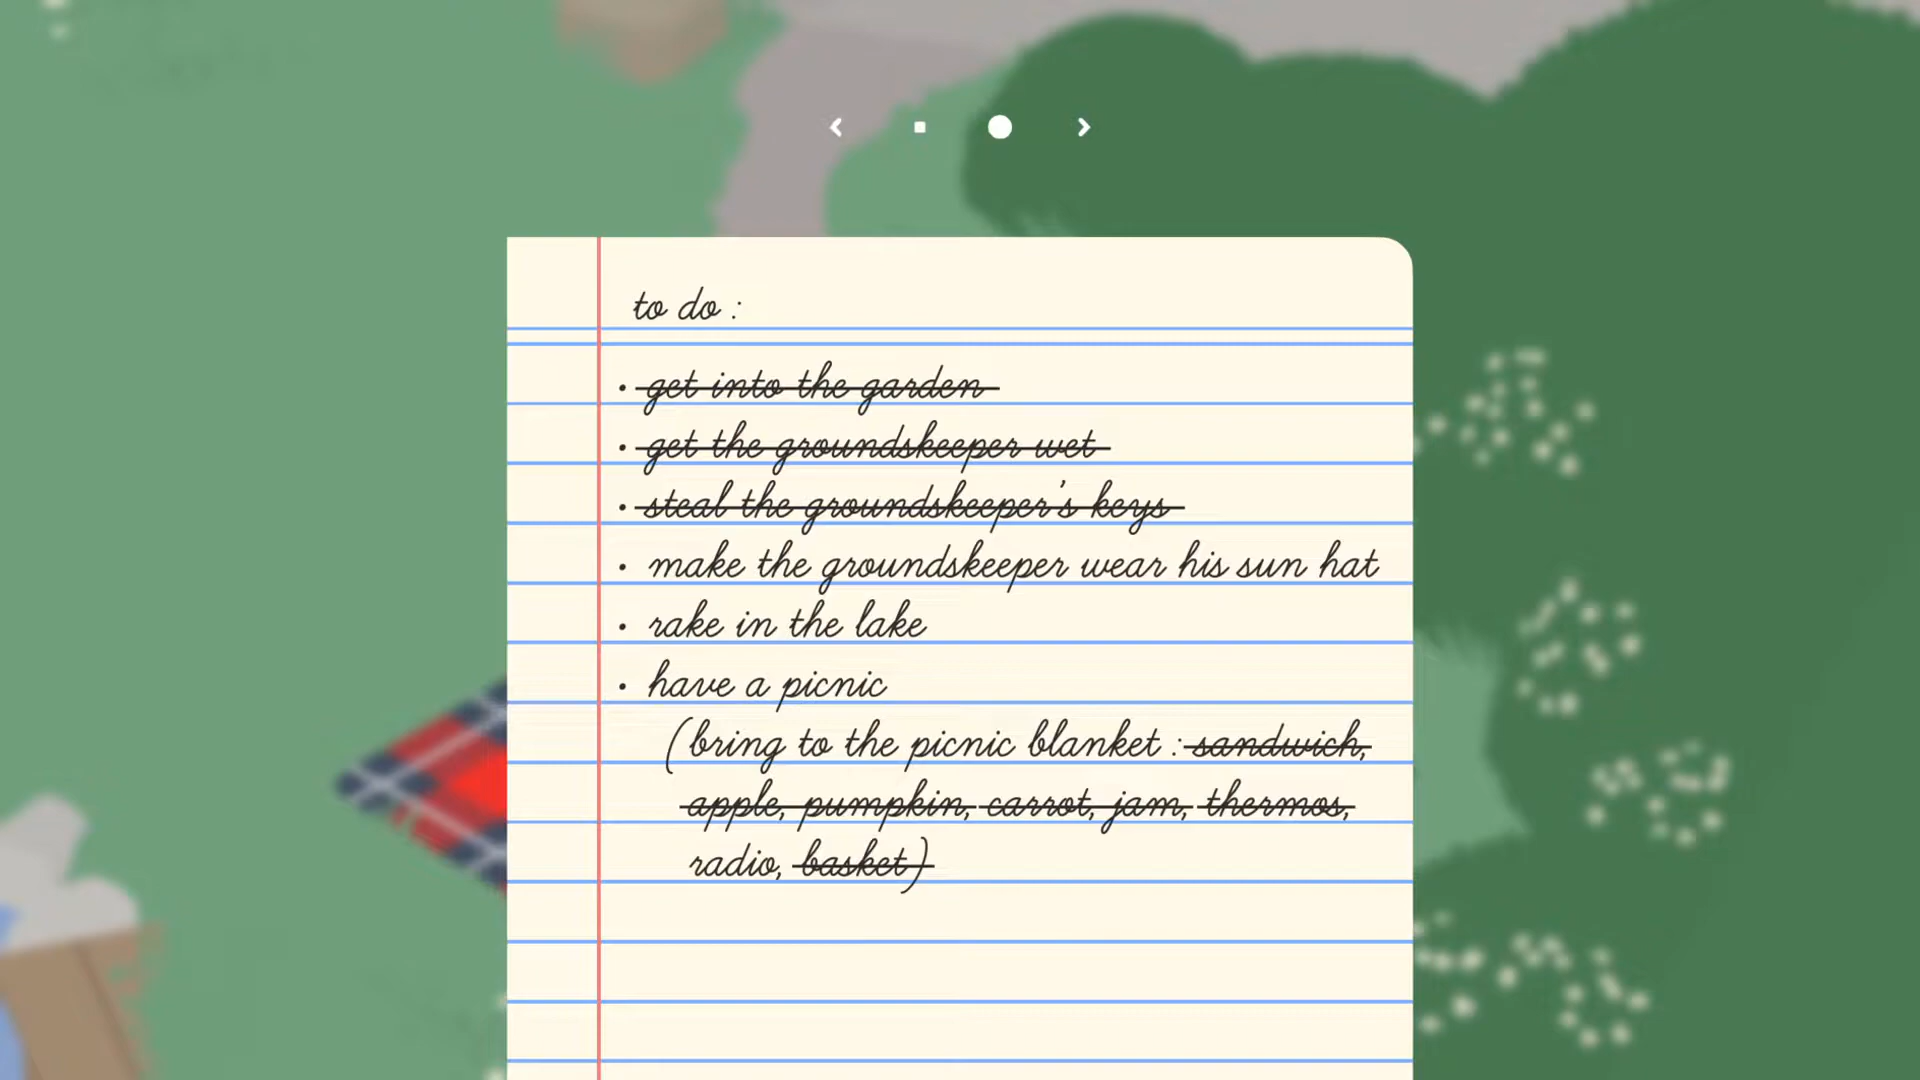 to do :
• get into the garden
• get the groundskeeper wet
• steal the groundskeeper's keys
• make the groundskeeper wear his sun hat
• rake in the lake
• have a picnic
(bring to the picnic blanket : sandwich,
apple, pumpkin, carrot, jam, thermos,
radio, basket)